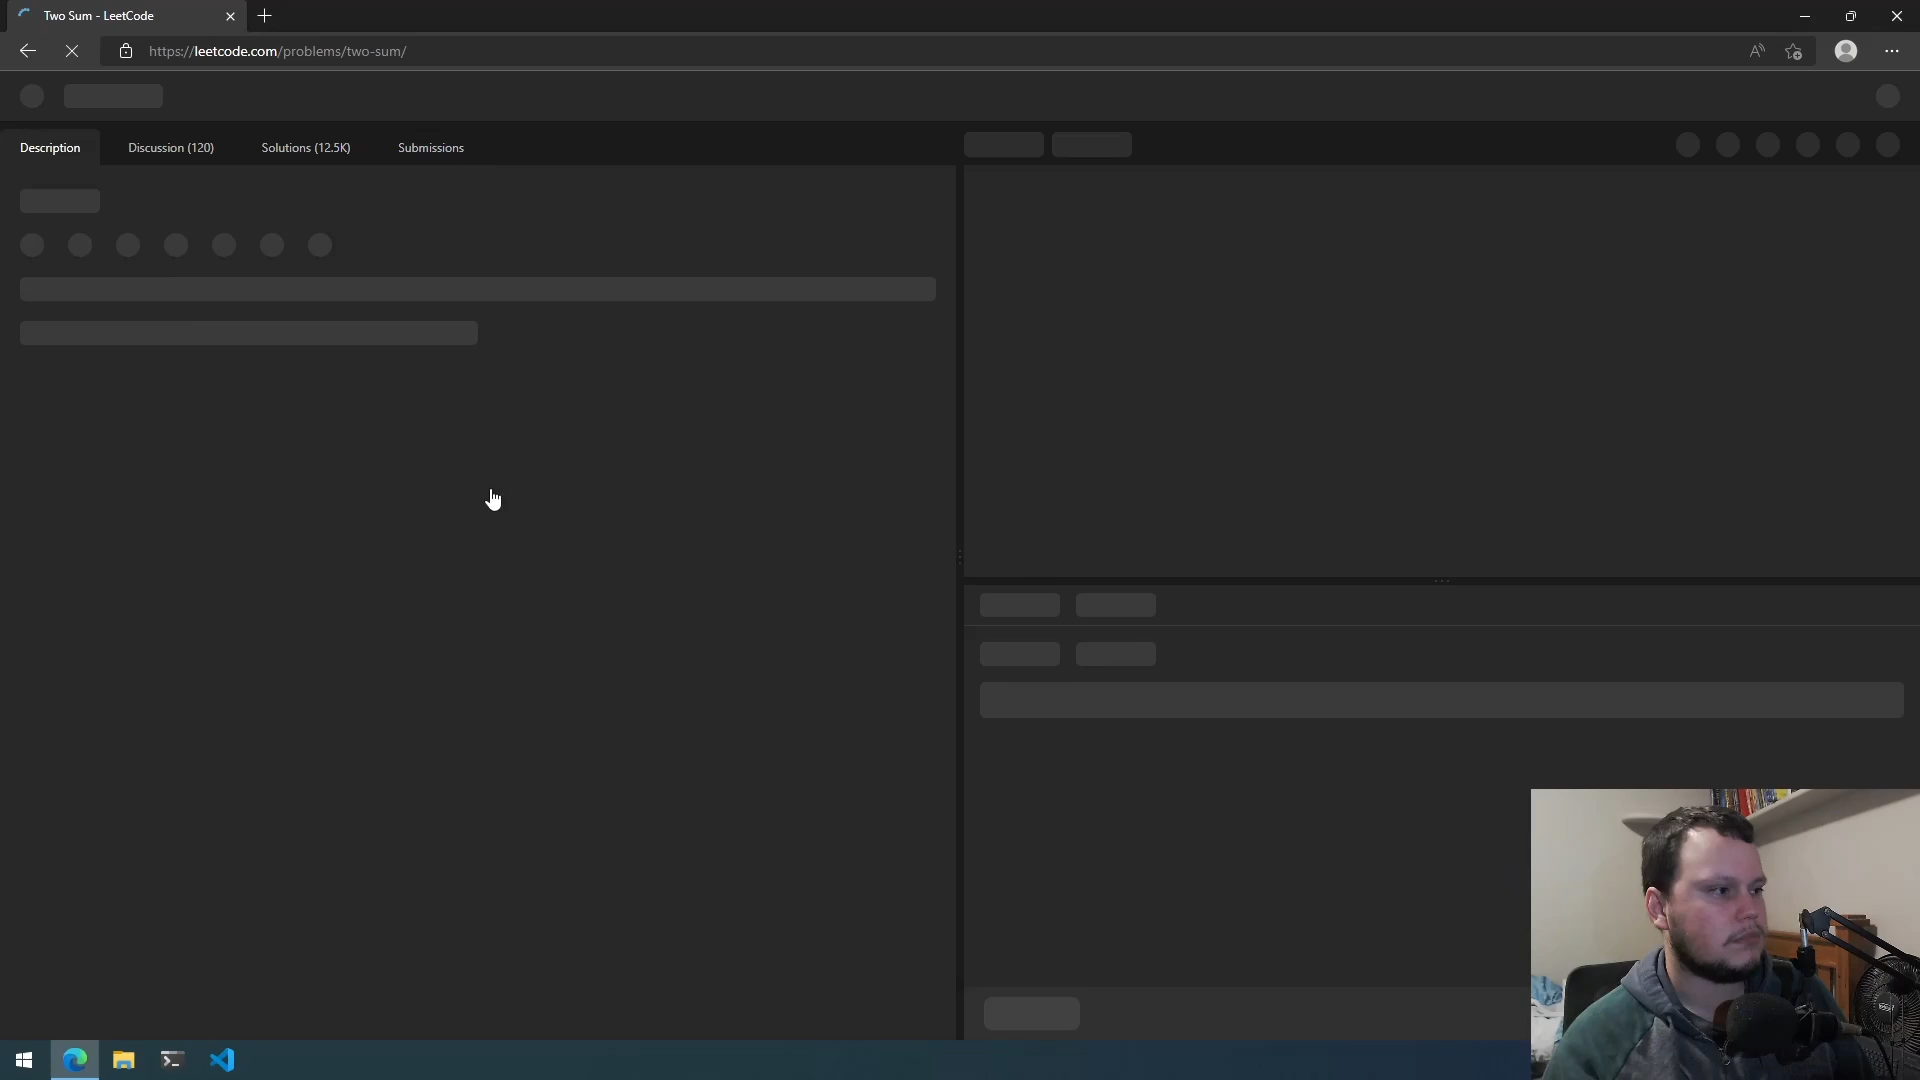 Two Sum - LeetCode
https://leetcode.com/problems/two-sum/
Description
Discussion (120)
Solutions (12.5K)
Submissions